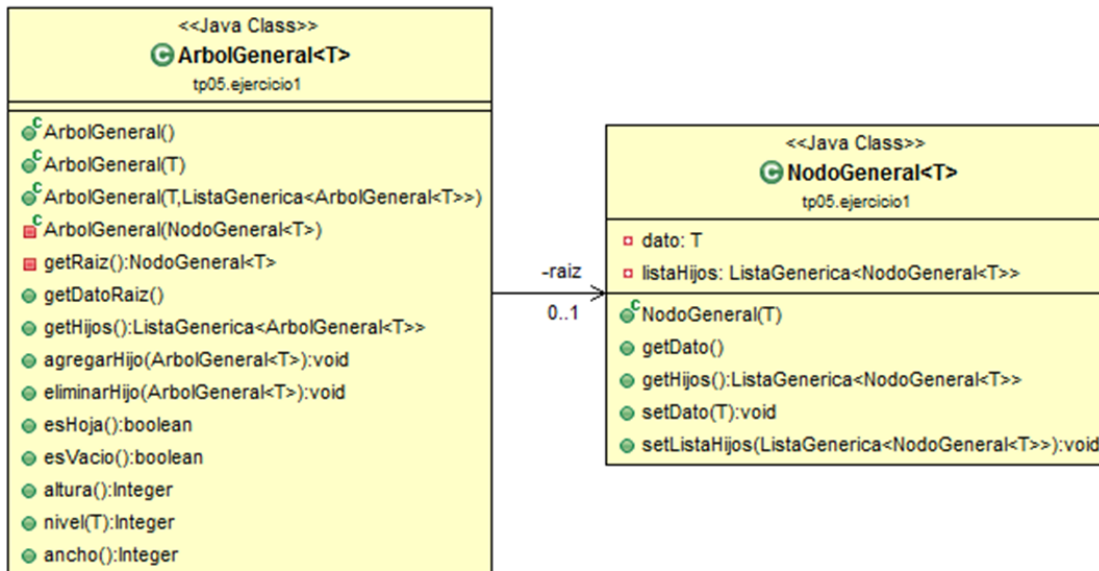 <<Java Class>>
ArbolGeneral<T>
tp05.ejercicio1
ArbolGeneral()
ArbolGeneral(T)
ArbolGeneral(T,ListaGenerica<ArbolGeneral<T>>)
ArbolGeneral(NodoGeneral<T>)
getRaiz():NodoGeneral<T>
getDatoRaiz()
getHijos():ListaGenerica<ArbolGeneral<T>>
agregarHijo(ArbolGeneral<T>):void
eliminarHijo(ArbolGeneral<T>):void
esHoja():boolean
esVacio():boolean
altura():Integer
nivel(T):Integer
ancho():Integer
-raiz
0..1
<<Java Class>>
NodoGeneral<T>
tp05.ejercicio1
dato: T
listaHijos: ListaGenerica<NodoGeneral<T>>
NodoGeneral(T)
getDato()
getHijos():ListaGenerica<NodoGeneral<T>>
setDato(T):void
setListaHijos(ListaGenerica<NodoGeneral<T>>):void